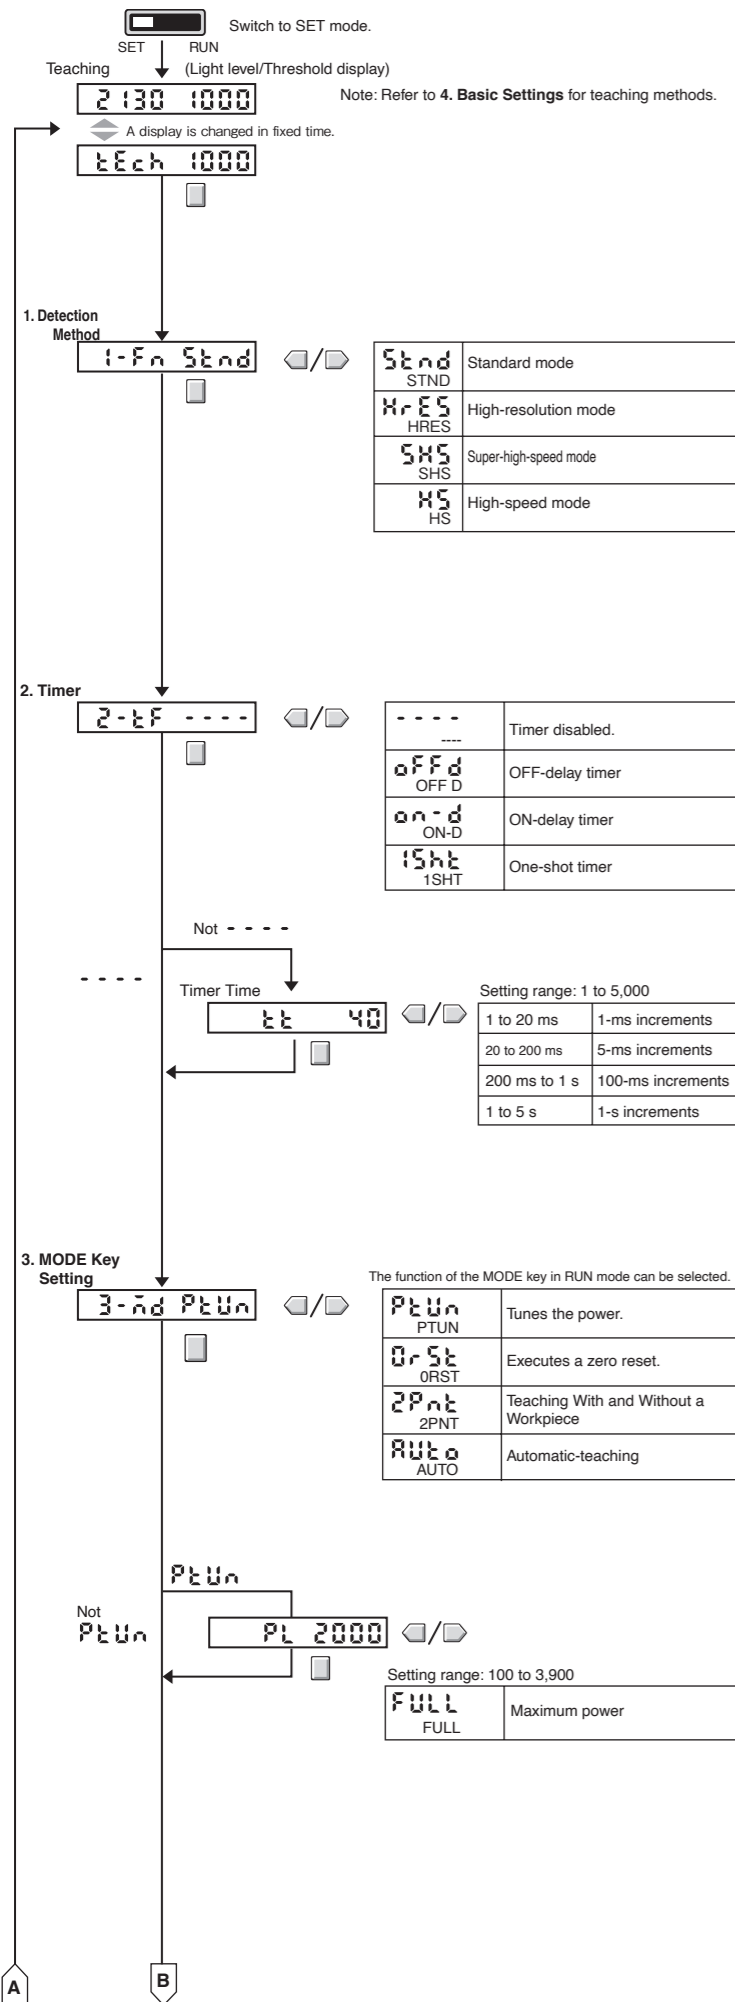 Switch to SET mode.
SET RUN
Teaching (Light level/Threshold display)
2130 1000
Note: Refer to 4. Basic Settings for teaching methods.
A display is changed in fixed time.
tEch 1000
1. Detection
Method
1-Fn Stnd
/
Stnd
STND
Standard mode
HrES
HRES
High-resolution mode
SHS
SHS
Super-high-speed mode
HS
HS
High-speed mode
2. Timer
2-tF ----
/
- - - -
----
Timer disabled.
oFFd
OFF D
OFF-delay timer
on-d
ON-D
ON-delay timer
1Sht
1SHT
One-shot timer
Not - - - -
- - - -
Timer Time
tt 40
/
Setting range: 1 to 5,000
1 to 20 ms 1-ms increments
20 to 200 ms 5-ms increments
200 ms to 1 s 100-ms increments
1 to 5 s 1-s increments
3. MODE Key
Setting
The function of the MODE key in RUN mode can be selected.
3-md PtUn
/
PtUn
PTUN
Tunes the power.
0rSt
0RST
Executes a zero reset.
2Pnt
2PNT
Teaching With and Without a
Workpiece
AUto
AUTO
Automatic-teaching
PtUn
Not
PtUn
PL 2000
/
Setting range: 100 to 3,900
FULL
FULL
Maximum power
A
B